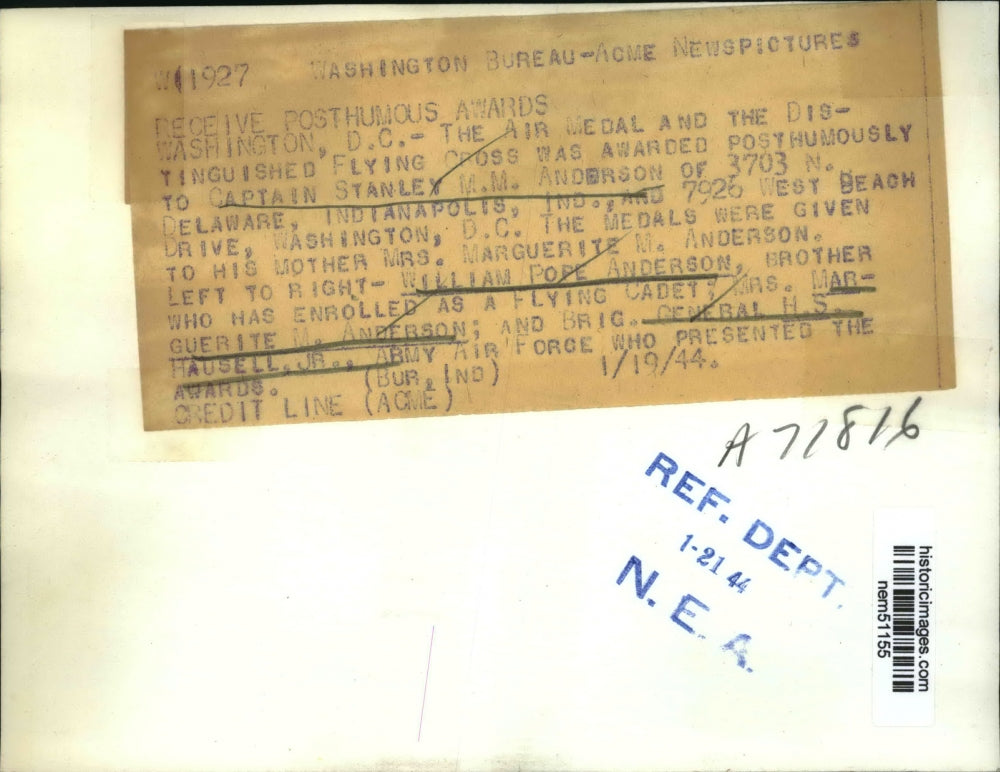 W(1927 WASHINGTON BUREAU-ACME NEWSPICTURES
RECEIVE POSTHUMOUS AWARDS
WASHINGTON, D.C.- THE AIR MEDAL AND THE DIS-
TINGUISHED FLYING CROSS WAS AWARDED POSTHUMOUSLY
TO CAPTAIN STANLEY M.M. ANDERSON OF 3703 N.
DELAWARE, INDIANAPOLIS, IND., AND 7926 WEST BEACH
DRIVE, WASHINGTON, D.C. THE MEDALS WERE GIVEN
TO HIS MOTHER MRS. MARGUERITE M. ANDERSON.
LEFT TO RIGHT- WILLIAM POPE ANDERSON, BROTHER
WHO HAS ENROLLED AS A FLYING CADET; MRS. MAR-
GUERITE M. ANDERSON; AND BRIG. GENERAL H.S.
HAUSELL, JR., ARMY AIR FORCE WHO PRESENTED THE
AWARDS. (BUR, IND) 1/19/44.
CREDIT LINE (ACME)
A 77816
REF. DEPT.
1-21 44
N. E. A.
historicimages.com
nem51155